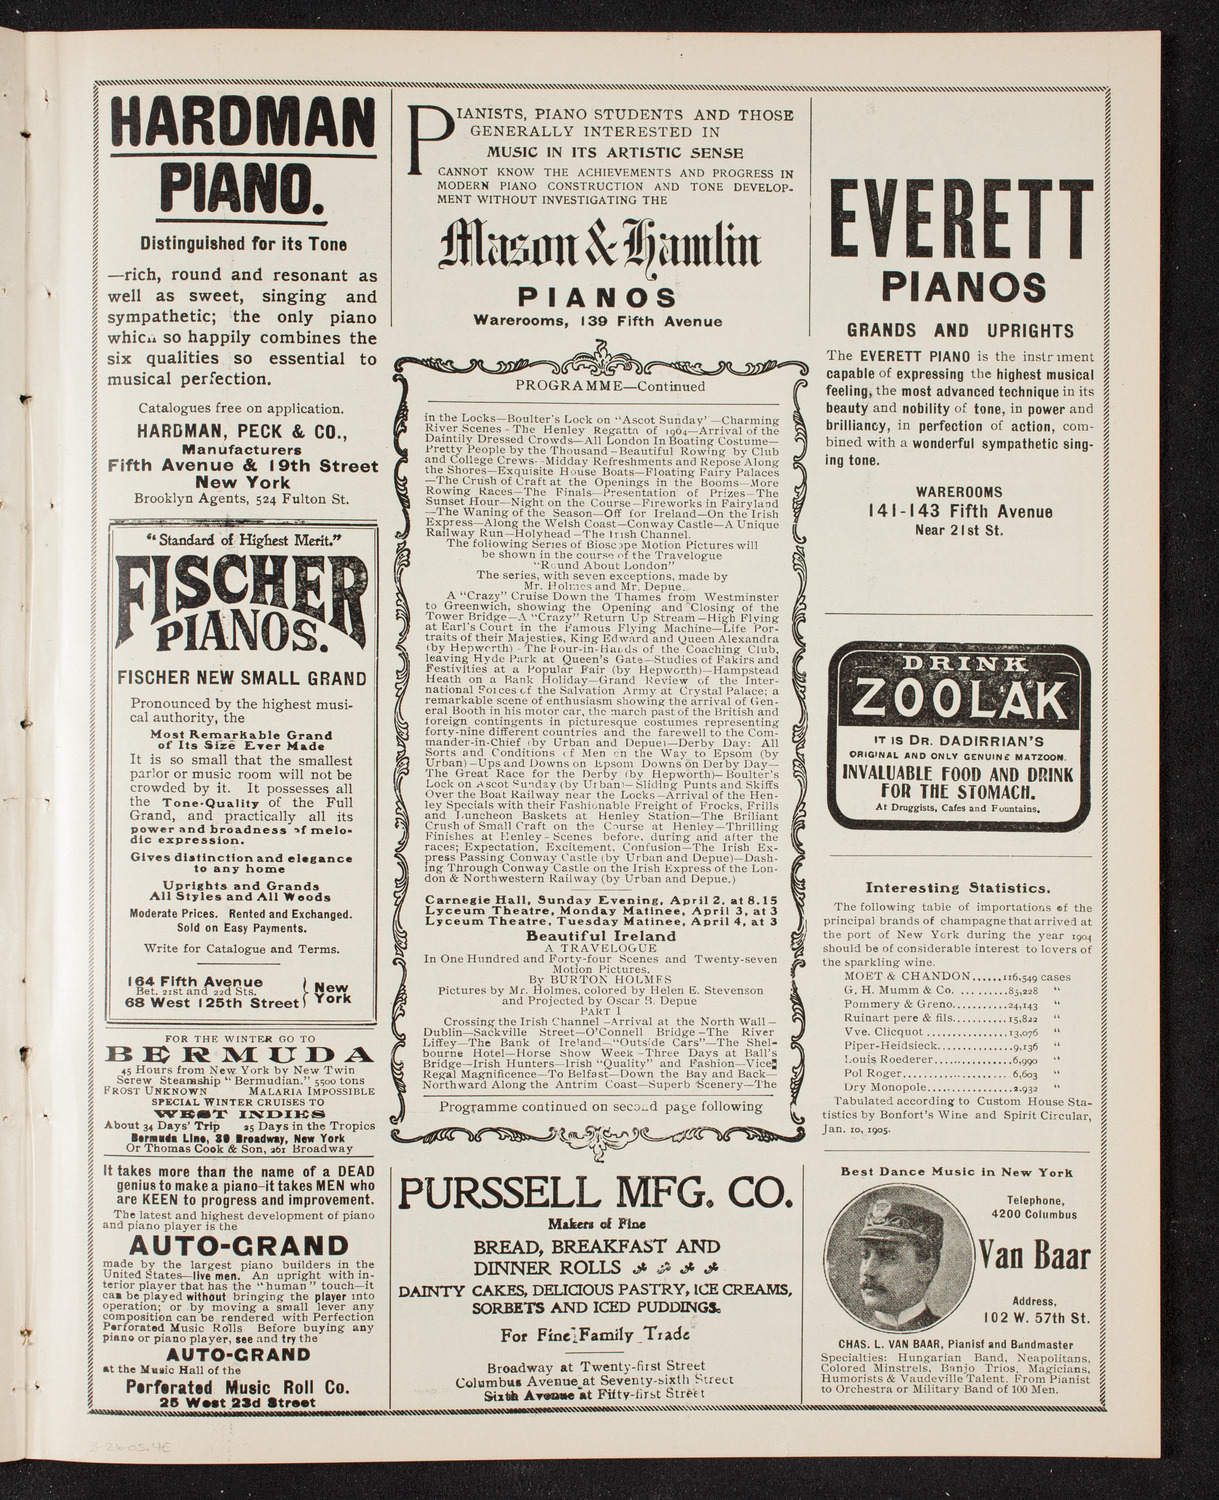 HARDMAN
PIANO.
Distinguished for its Tone
—rich, round and resonant as
well as sweet, singing and
sympathetic; the only piano
which so happily combines the
six qualities so essential to
musical perfection.
Catalogues free on application.
HARDMAN, PECK & CO.,
Manufacturers
Fifth Avenue & 19th Street
New York
Brooklyn Agents, 524 Fulton St.
"Standard of Highest Merit."
FISCHER
PIANOS.
FISCHER NEW SMALL GRAND
Pronounced by the highest musi-
cal authority, the
Most Remarkable Grand
of Its Size Ever Made
It is so small that the smallest
parlor or music room will not be
crowded by it. It possesses all
the Tone-Quality of the Full
Grand, and practically all its
power and broadness of melo-
dic expression.
Gives distinction and elegance
to any home
Uprights and Grands
All Styles and All Woods
Moderate Prices. Rented and Exchanged.
Sold on Easy Payments.
Write for Catalogue and Terms.
164 Fifth Avenue
Bet. 21st and 22d Sts.
68 West 125th Street
New
York
FOR THE WINTER GO TO
BERMUDA
45 Hours from New York by New Twin
Screw Steamship "Bermudian." 5500 tons
FROST UNKNOWN MALARIA IMPOSSIBLE
SPECIAL WINTER CRUISES TO
WEST INDIES
About 34 Days' Trip 25 Days in the Tropics
Bermuda Line, 39 Broadway, New York
Or Thomas Cook & Son, 261 Broadway
It takes more than the name of a DEAD
genius to make a piano—it takes MEN who
are KEEN to progress and improvement.
The latest and highest development of piano
and piano player is the
AUTO-GRAND
made by the largest piano builders in the
United States—live men. An upright with in-
terior player that has the "human" touch—it
can be played without bringing the player into
operation; or by moving a small lever any
composition can be rendered with Perfection
Perforated Music Rolls Before buying any
piano or piano player, see and try the
AUTO-GRAND
at the Music Hall of the
Perforated Music Roll Co.
25 West 23d Street
PIANISTS, PIANO STUDENTS AND THOSE
GENERALLY INTERESTED IN
MUSIC IN ITS ARTISTIC SENSE
CANNOT KNOW THE ACHIEVEMENTS AND PROGRESS IN
MODERN PIANO CONSTRUCTION AND TONE DEVELOP-
MENT WITHOUT INVESTIGATING THE
Mason & Hamlin
PIANOS
Warerooms, 139 Fifth Avenue
PROGRAMME—Continued
in the Locks—Boulter's Lock on "Ascot Sunday'—Charming
River Scenes - The Henley Regatta of 1904—Arrival of the
Daintily Dressed Crowds—All London In Boating Costume—
Pretty People by the Thousand—Beautiful Rowing by Club
and College Crews—Midday Refreshments and Repose Along
the Shores—Exquisite House Boats—Floating Fairy Palaces
—The Crush of Craft at the Openings in the Booms—More
Rowing Races—The Finals—Presentation of Prizes—The
Sunset Hour—Night on the Course—Fireworks in Fairyland
—The Waning of the Season—Off for Ireland—On the Irish
Express—Along the Welsh Coast—Conway Castle—A Unique
Railway Run—Holyhead—The Irish Channel.
The following Series of Bioscope Motion Pictures will
be shown in the course of the Travelogue
"Round About London"
The series, with seven exceptions, made by
Mr. Holmes and Mr. Depue.
A "Crazy" Cruise Down the Thames from Westminster
to Greenwich, showing the Opening and Closing of the
Tower Bridge—A "Crazy" Return Up Stream—High Flying
at Earl's Court in the Famous Flying Machine—Life Por-
traits of their Majesties, King Edward and Queen Alexandra
(by Hepworth) - The Four-in-Hands of the Coaching Club,
leaving Hyde Park at Queen's Gate—Studies of Fakirs and
Festivities at a Popular Fair (by Hepworth)—Hampstead
Heath on a Bank Holiday—Grand Review of the Inter-
national Forces of the Salvation Army at Crystal Palace; a
remarkable scene of enthusiasm showing the arrival of Gen-
eral Booth in his motor car, the march past of the British and
foreign contingents in picturesque costumes representing
forty-nine different countries and the farewell to the Com-
mander-in-Chief (by Urban and Depue)—Derby Day: All
Sorts and Conditions of Men on the Way to Epsom (by
Urban)—Ups and Downs on Epsom Downs on Derby Day—
The Great Race for the Derby (by Hepworth)—Boulter's
Lock on Ascot Sunday (by Urban)—Sliding Punts and Skiffs
Over the Boat Railway near the Locks—Arrival of the Hen-
ley Specials with their Fashionable Freight of Frocks, Frills
and Luncheon Baskets at Henley Station—The Briliant
Crush of Small Craft on the Course at Henley—Thrilling
Finishes at Henley—Scenes before, during and after the
races; Expectation, Excitement, Confusion—The Irish Ex-
press Passing Conway Castle (by Urban and Depue)—Dash-
ing Through Conway Castle on the Irish Express of the Lon-
don & Northwestern Railway (by Urban and Depue.)
Carnegie Hall, Sunday Evening, April 2, at 8.15
Lyceum Theatre, Monday Matinee, April 3, at 3
Lyceum Theatre, Tuesday Matinee, April 4, at 3
Beautiful Ireland
A TRAVELOGUE
In One Hundred and Forty-four Scenes and Twenty-seven
Motion Pictures.
By BURTON HOLMES
Pictures by Mr. Holmes, colored by Helen E. Stevenson
and Projected by Oscar B. Depue
PART I
Crossing the Irish Channel—Arrival at the North Wall—
Dublin—Sackville Street—O'Connell Bridge—The River
Liffey—The Bank of Ireland—"Outside Cars"—The Shel-
bourne Hotel—Horse Show Week—Three Days at Ball's
Bridge—Irish Hunters—Irish "Quality" and Fashion—Vice-
Regal Magnificence—To Belfast—Down the Bay and Back—
Northward Along the Antrim Coast—Superb Scenery—The
Programme continued on second page following
PURSSELL MFG. CO.
Makers of Fine
BREAD, BREAKFAST AND
DINNER ROLLS
DAINTY CAKES, DELICIOUS PASTRY, ICE CREAMS,
SORBETS AND ICED PUDDINGS.
For Fine Family Trade
Broadway at Twenty-first Street
Columbus Avenue at Seventy-sixth Street
Sixth Avenue at Fifty-first Street
EVERETT
PIANOS
GRANDS AND UPRIGHTS
The EVERETT PIANO is the instrument
capable of expressing the highest musical
feeling, the most advanced technique in its
beauty and nobility of tone, in power and
brilliancy, in perfection of action, com-
bined with a wonderful sympathetic sing-
ing tone.
WAREROOMS
141-143 Fifth Avenue
Near 21st St.
DRINK
ZOOLAK
IT IS DR. DADIRRIAN'S
ORIGINAL AND ONLY GENUINE MATZOON.
INVALUABLE FOOD AND DRINK
FOR THE STOMACH.
At Druggists, Cafes and Fountains.
Interesting Statistics.
The following table of importations of the
principal brands of champagne that arrived at
the port of New York during the year 1904
should be of considerable interest to lovers of
the sparkling wine.
MOET & CHANDON......116,549 cases
G. H. Mumm & Co. .........85,228 "
Pommery & Greno..........24,143 "
Ruinart pere & fils..........15,822 "
Vve. Clicquot...............13,076 "
Piper-Heidsieck..............9,136 "
Louis Roederer..............6,990 "
Pol Roger...................6,603 "
Dry Monopole...............2,932 "
Tabulated according to Custom House Sta-
tistics by Bonfort's Wine and Spirit Circular,
Jan. 10, 1905.
Best Dance Music in New York
Telephone,
4200 Columbus
Van Baar
Address,
102 W. 57th St.
CHAS. L. VAN BAAR, Pianist and Bandmaster
Specialties: Hungarian Band, Neapolitans,
Colored Minstrels, Banjo Trios, Magicians,
Humorists & Vaudeville Talent. From Pianist
to Orchestra or Military Band of 100 Men.
3-26-05.4E